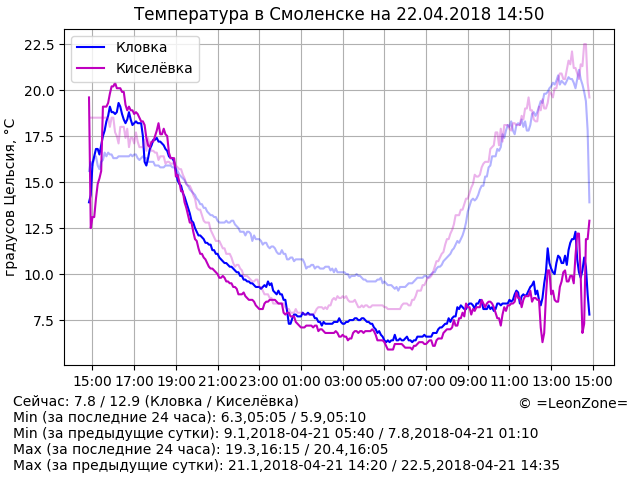 Температура в Смоленске на 22.04.2018 14:50
Кловка
Киселёвка
градусов Цельсия, °C
22.5
20.0
17.5
15.0
12.5
10.0
7.5
15:00 17:00 19:00 21:00 23:00 01:00 03:00 05:00 07:00 09:00 11:00 13:00 15:00
Сейчас: 7.8 / 12.9 (Кловка / Киселёвка)
© =LeonZone=
Min (за последние 24 часа): 6.3,05:05 / 5.9,05:10
Min (за предыдущие сутки): 9.1,2018-04-21 05:40 / 7.8,2018-04-21 01:10
Max (за последние 24 часа): 19.3,16:15 / 20.4,16:05
Max (за предыдущие сутки): 21.1,2018-04-21 14:20 / 22.5,2018-04-21 14:35